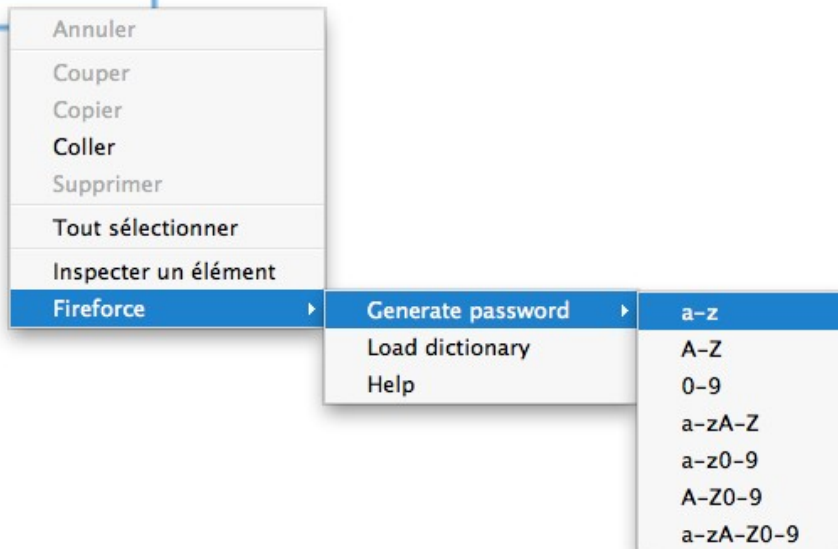 Annuler
Couper
Copier
Coller
Supprimer
Tout sélectionner
Inspecter un élément
Fireforce
Generate password
Load dictionary
Help
a-z
A-Z
0-9
a-zA-Z
a-z0-9
A-Z0-9
a-zA-Z0-9